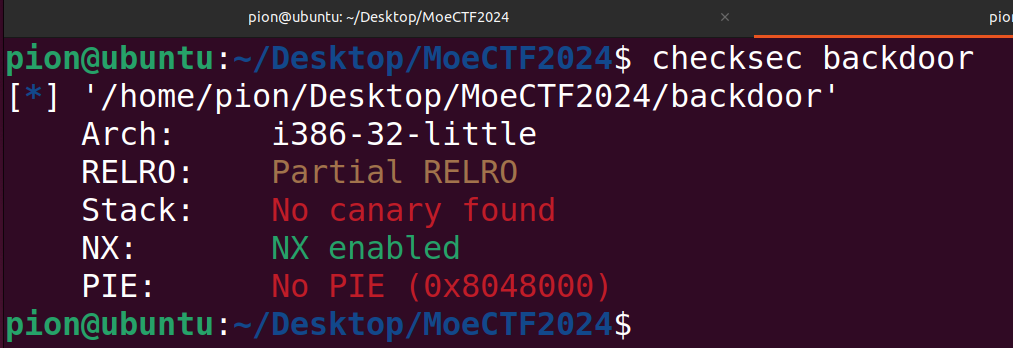 pion@ubuntu: ~/Desktop/MoeCTF2024 × pio
pion@ubuntu:~/Desktop/MoeCTF2024$ checksec backdoor
[*] '/home/pion/Desktop/MoeCTF2024/backdoor'
Arch: i386-32-little
RELRO: Partial RELRO
Stack: No canary found
NX: NX enabled
PIE: No PIE (0x8048000)
pion@ubuntu:~/Desktop/MoeCTF2024$